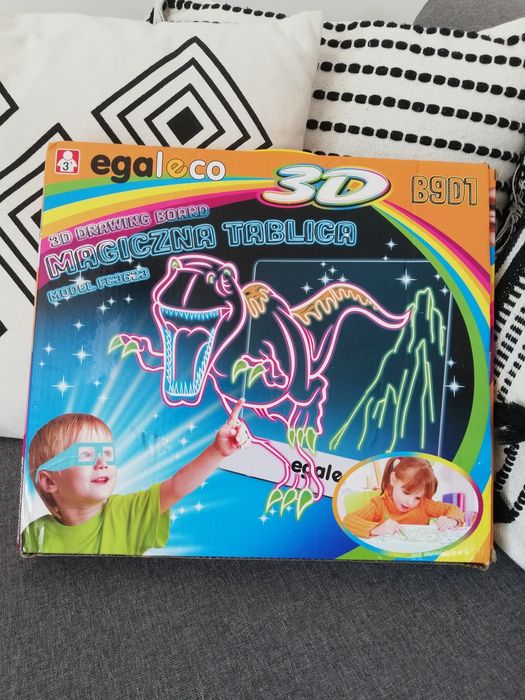 3+
egaleco
3D
B9D1
3D DRAWING BOARD
MAGICZNA TABLICA
MODEL FC3623
egale